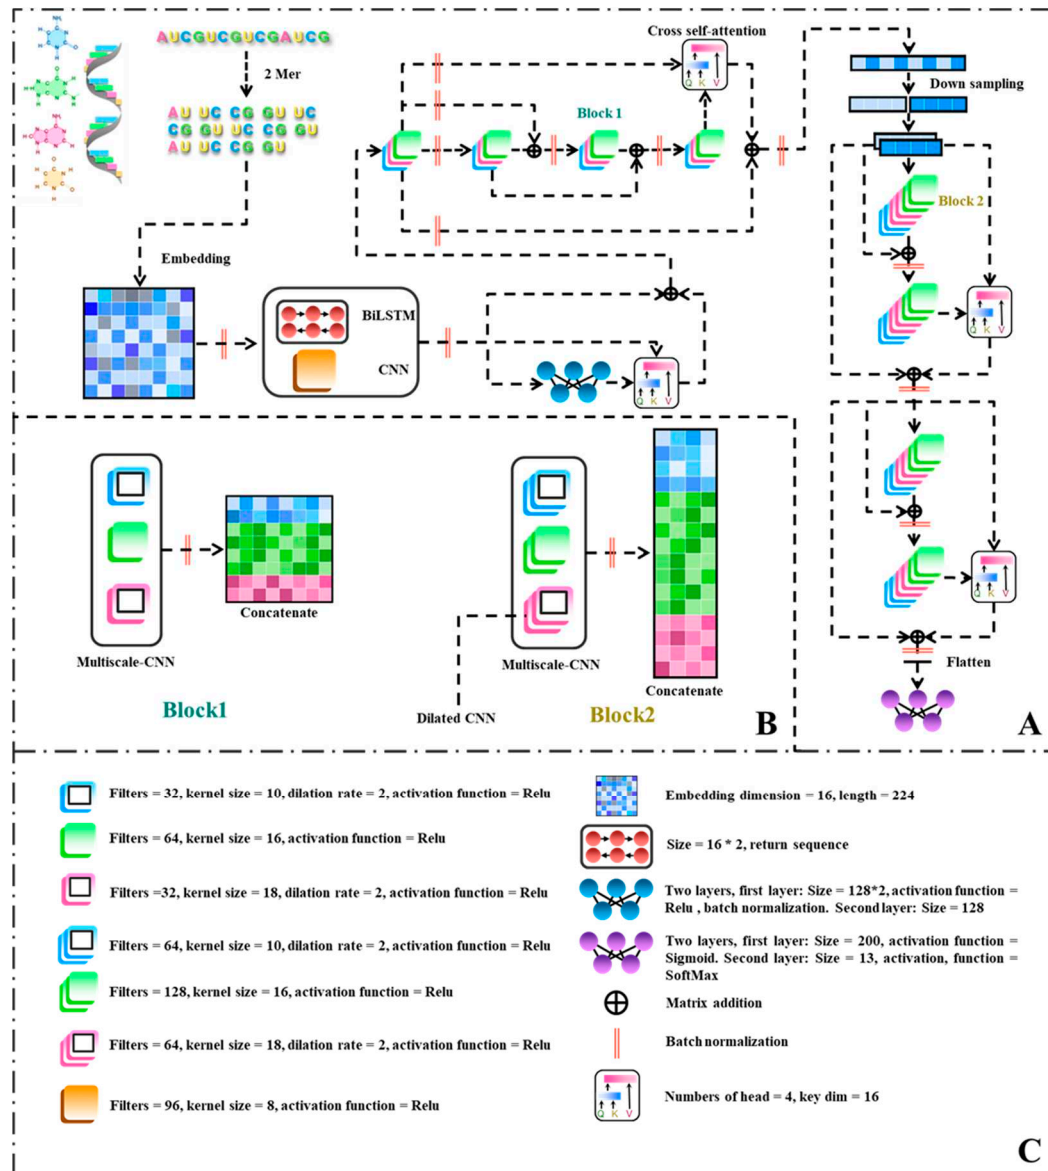 AUCGUCGUCGAUCG
2 Mer
AU UC CG GU UC
CG GU UC CG GU
AU UC CG GU
Embedding
BiLSTM
CNN
Cross self-attention
Q K V
Block 1
Q K V
Down sampling
Block 2
Q K V
Q K V
Flatten
A
Multiscale-CNN
Concatenate
Block1
Multiscale-CNN
Concatenate
Dilated CNN
Block2
B
Filters = 32, kernel size = 10, dilation rate = 2, activation function = Relu
Filters = 64, kernel size = 16, activation function = Relu
Filters =32, kernel size = 18, dilation rate = 2, activation function = Relu
Filters = 64, kernel size = 10, dilation rate = 2, activation function = Relu
Filters = 128, kernel size = 16, activation function = Relu
Filters = 64, kernel size = 18, dilation rate = 2, activation function = Relu
Filters = 96, kernel size = 8, activation function = Relu
Embedding dimension = 16, length = 224
Size = 16 * 2, return sequence
Two layers, first layer: Size = 128*2, activation function =
Relu , batch normalization. Second layer: Size = 128
Two layers, first layer: Size = 200, activation function =
Sigmoid. Second layer: Size = 13, activation, function =
SoftMax
Matrix addition
Batch normalization
Q K V
Numbers of head = 4, key dim = 16
C